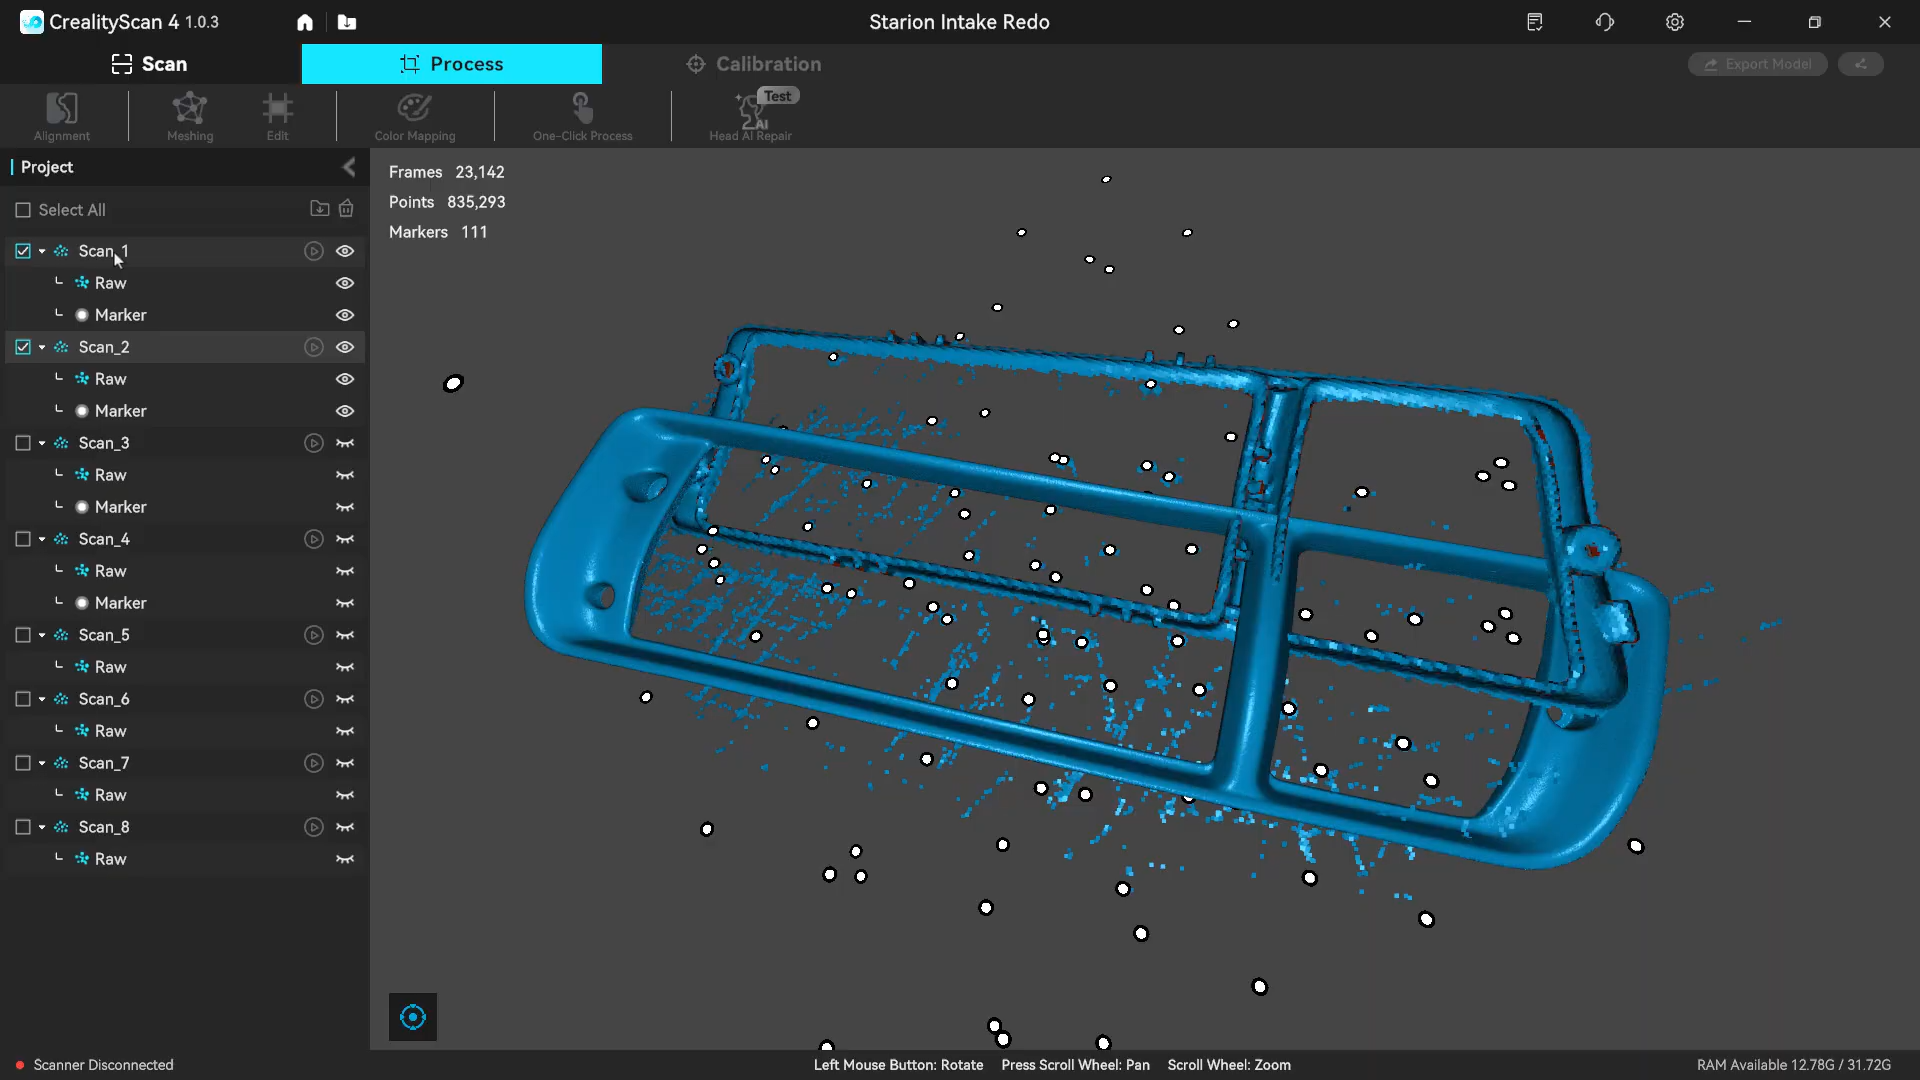 CrealityScan 4 1.0.3
Starion Intake Redo
Scan
Process
Calibration
Export Model
Alignment
Meshing
Edit
Color Mapping
One-Click Process
Test
AI
Head AI Repair
Project
Select All
Scan_1
Raw
Marker
Scan_2
Raw
Marker
Scan_3
Raw
Marker
Scan_4
Raw
Marker
Scan_5
Raw
Scan_6
Raw
Scan_7
Raw
Scan_8
Raw
Frames 23,142
Points 835,293
Markers 111
Scanner Disconnected
Left Mouse Button: Rotate Press Scroll Wheel: Pan Scroll Wheel: Zoom
RAM Available 12.78G / 31.72G